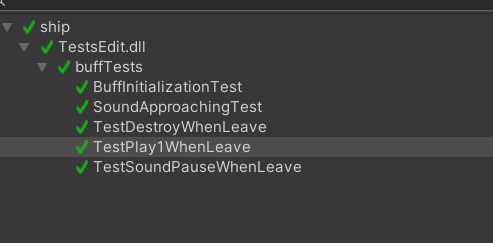 ship
TestsEdit.dll
buffTests
BuffInitializationTest
SoundApproachingTest
TestDestroyWhenLeave
TestPlay1WhenLeave
TestSoundPauseWhenLeave